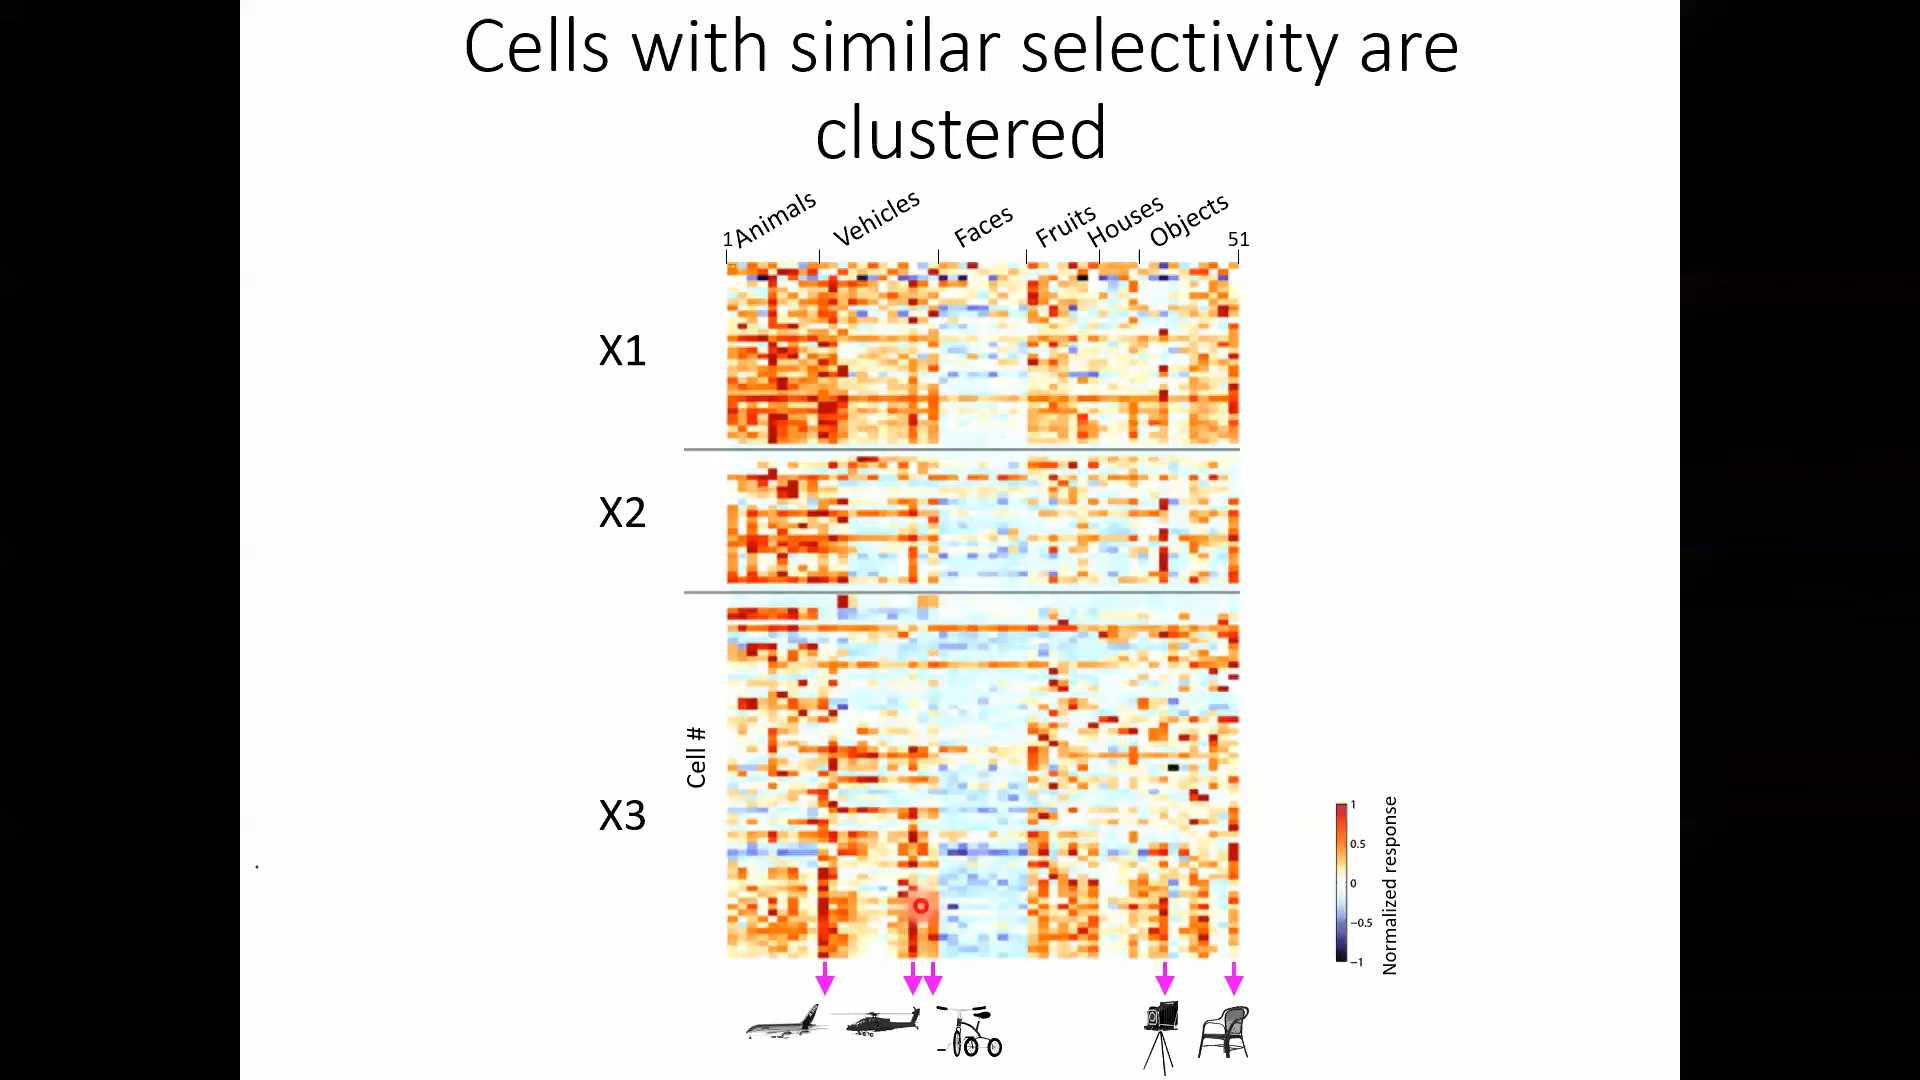 Cells with similar selectivity are
clustered
Animals
Vehicles
Faces
Fruits
Houses
Objects
1
51
X1
X2
X3
Cell #
1
0.5
0
−0.5
−1
Normalized response